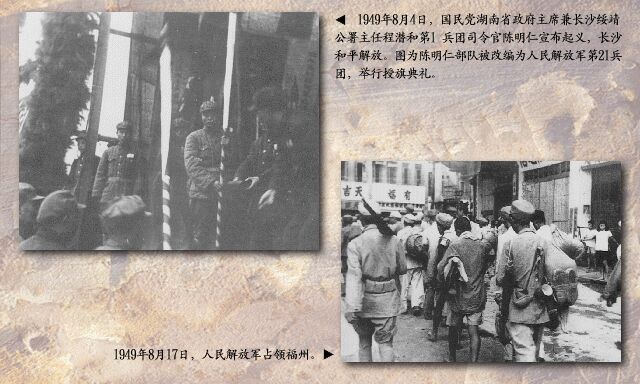 ◀ 1949年8月4日，国民党湖南省政府主席兼长沙绥靖
公署主任程潜和第1 兵团司令官陈明仁宣布起义，长沙
和平解放。图为陈明仁部队被改编为人民解放军第21兵
团，举行授旗典礼。
吉天 福有
1949年8月17日，人民解放军占领福州。▶